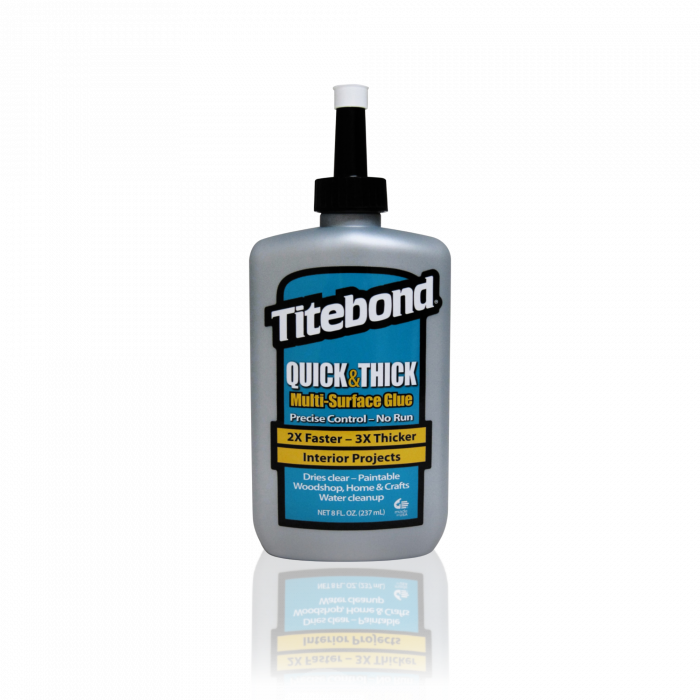 Titebond®
QUICK & THICK
Multi-Surface Glue
Precise Control – No Run
2X Faster – 3X Thicker
Interior Projects
Dries clear – Paintable
Woodshop, Home & Crafts
Water cleanup
NET 8 FL. OZ. (237 mL)